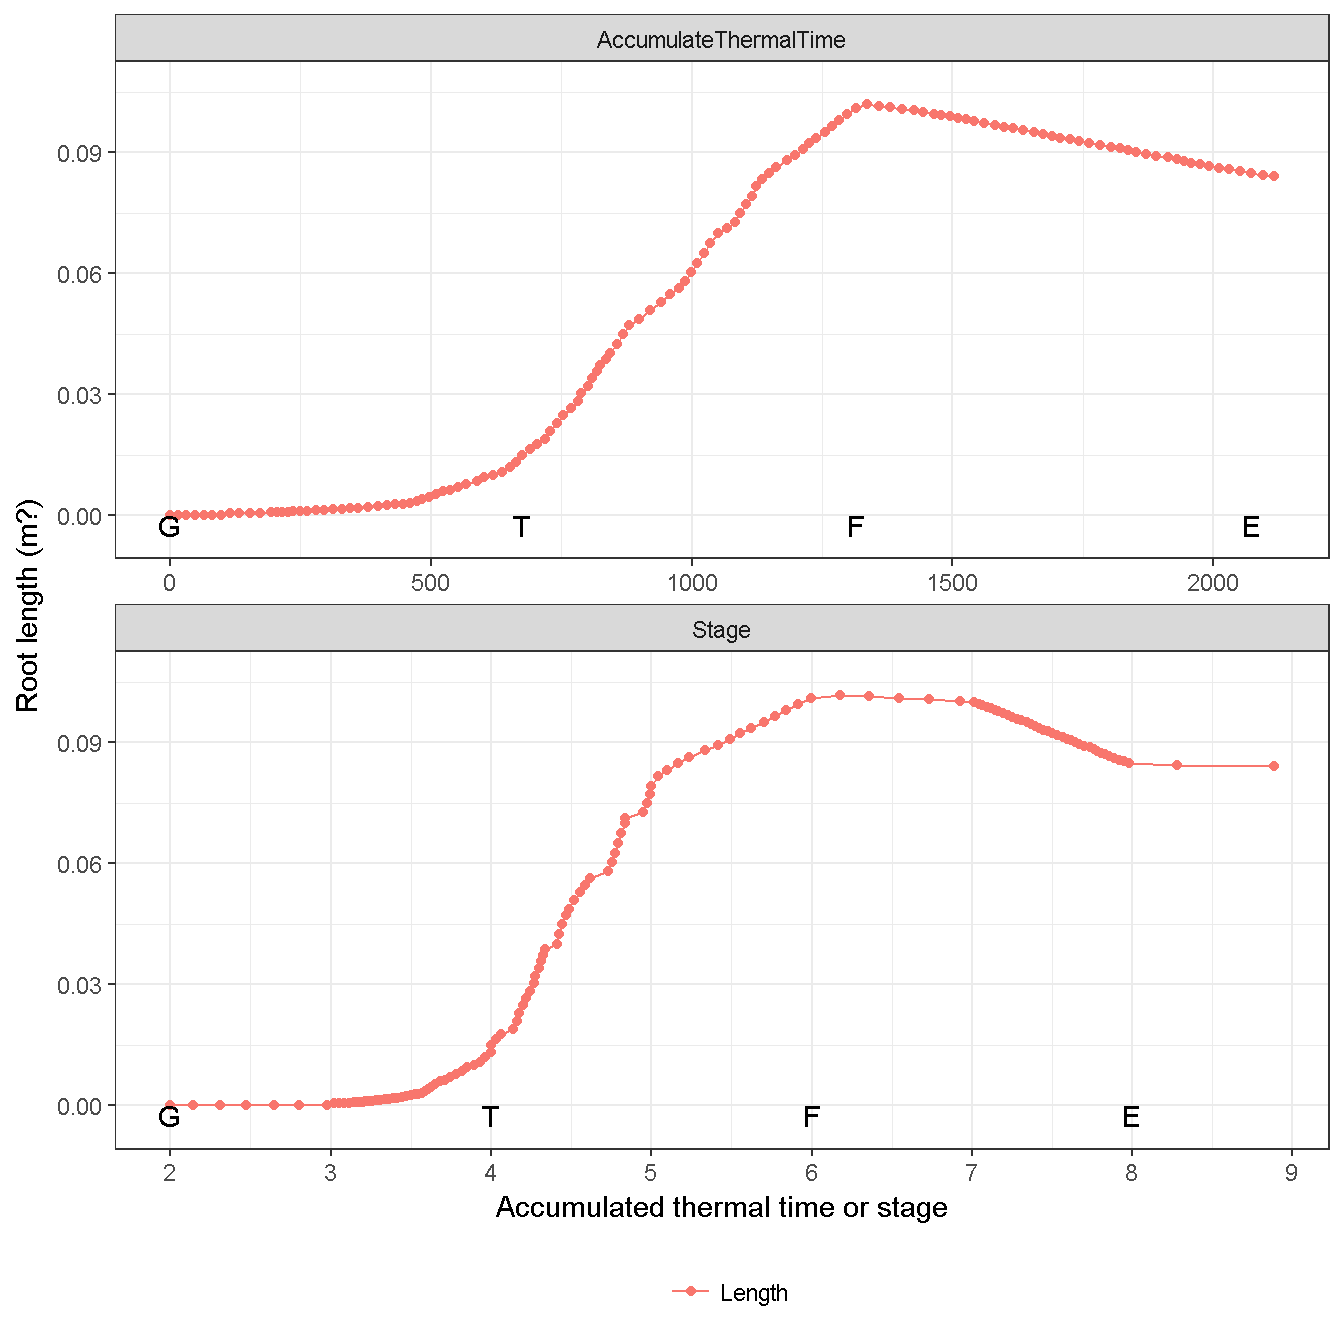 AccumulateThermalTime
0.09
0.06
0.03
0.00
G T F E
0 500 1000 1500 2000
Root length (m?)
Stage
0.09
0.06
0.03
0.00
G T F E
2 3 4 5 6 7 8 9
Accumulated thermal time or stage
Length